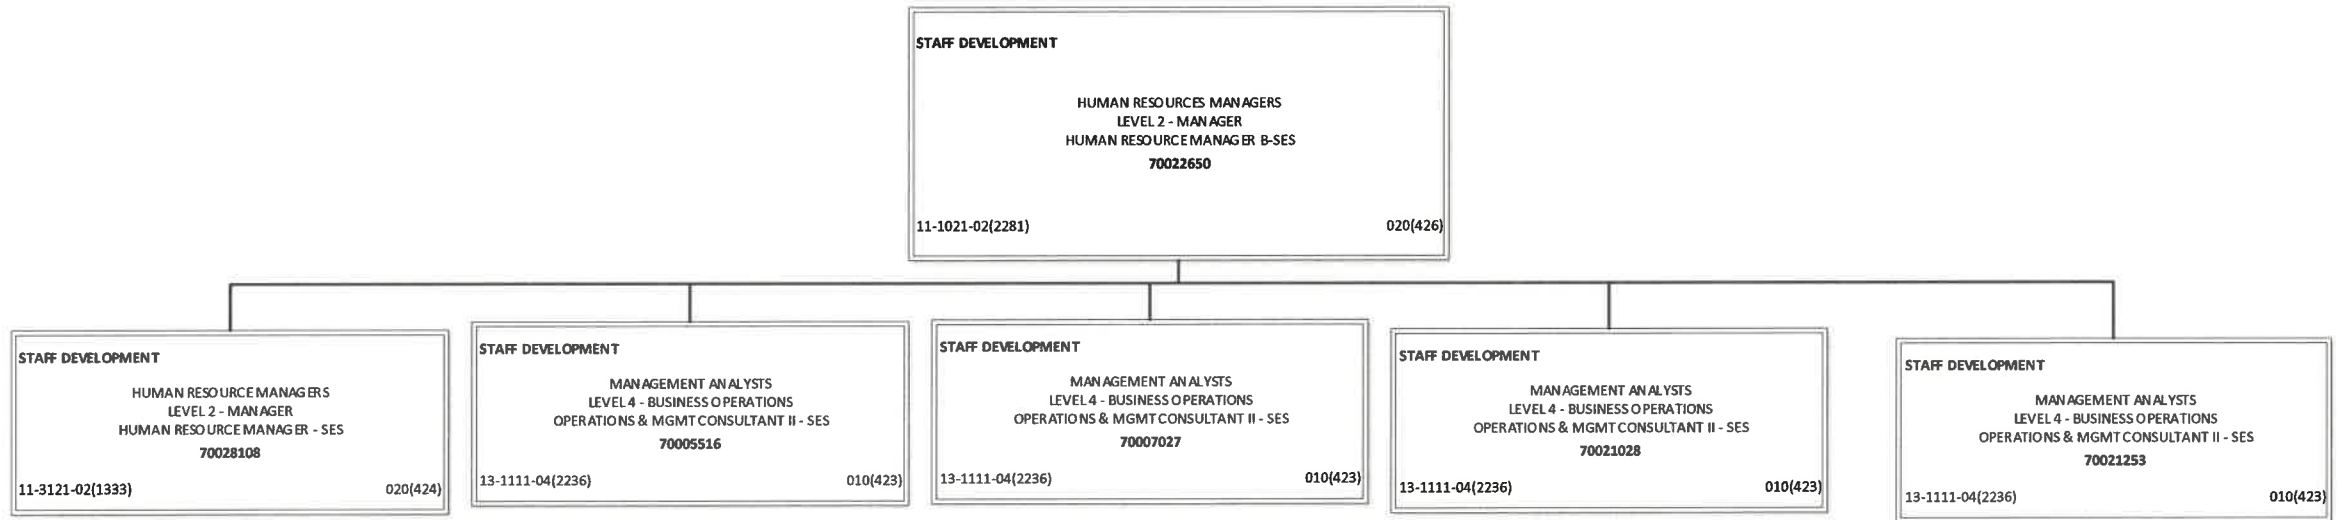 STAFF DEVELOPMENT
HUMAN RESOURCES MANAGERS
LEVEL 2 - MANAGER
HUMAN RESOURCE MANAGER B-SES
70022650
11-1021-02(2281)
020(426)
STAFF DEVELOPMENT
HUMAN RESOURCE MANAGERS
LEVEL 2 - MANAGER
HUMAN RESOURCE MANAGER - SES
70028108
11-3121-02(1333)
020(424)
STAFF DEVELOPMENT
MANAGEMENT ANALYSTS
LEVEL 4 - BUSINESS OPERATIONS
OPERATIONS & MGMT CONSULTANT II - SES
70005516
13-1111-04(2236)
010(423)
STAFF DEVELOPMENT
MANAGEMENT ANALYSTS
LEVEL 4 - BUSINESS OPERATIONS
OPERATIONS & MGMT CONSULTANT II - SES
70007027
13-1111-04(2236)
010(423)
STAFF DEVELOPMENT
MANAGEMENT ANALYSTS
LEVEL 4 - BUSINESS OPERATIONS
OPERATIONS & MGMT CONSULTANT II - SES
70021028
13-1111-04(2236)
010(423)
STAFF DEVELOPMENT
MANAGEMENT ANALYSTS
LEVEL 4 - BUSINESS OPERATIONS
OPERATIONS & MGMT CONSULTANT II - SES
70021253
13-1111-04(2236)
010(423)